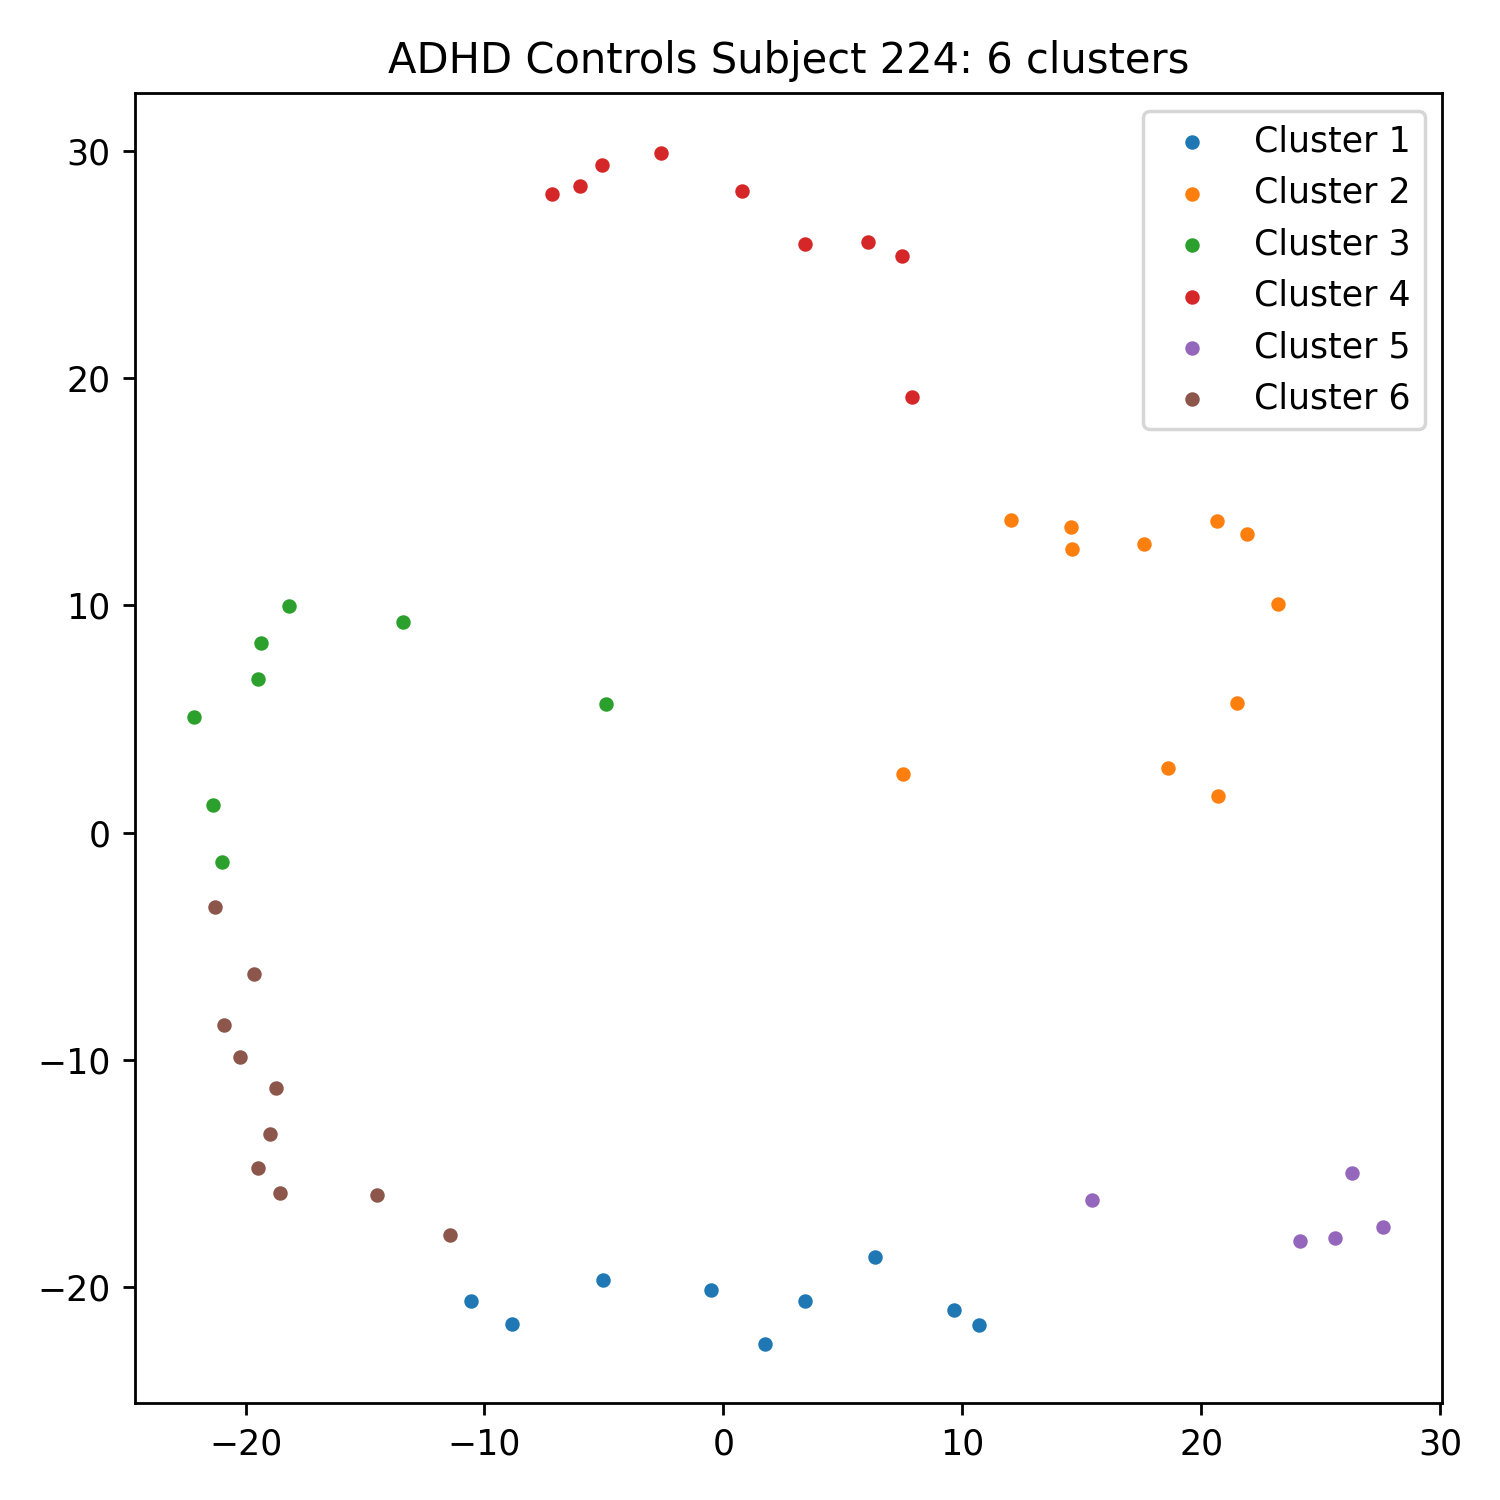 ADHD Controls Subject 224: 6 clusters
Cluster 1
Cluster 2
Cluster 3
Cluster 4
Cluster 5
Cluster 6
30
20
10
0
−10
−20
−20 −10 0 10 20 30